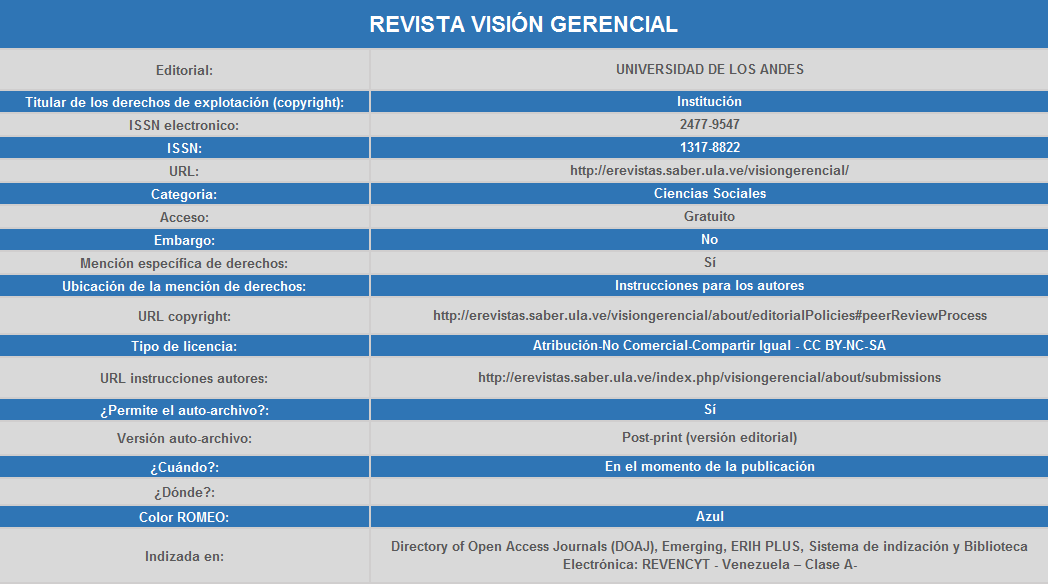 REVISTA VISIÓN GERENCIAL
Editorial: UNIVERSIDAD DE LOS ANDES
Titular de los derechos de explotación (copyright): Institución
ISSN electronico: 2477-9547
ISSN: 1317-8822
URL: http://erevistas.saber.ula.ve/visiongerencial/
Categoria: Ciencias Sociales
Acceso: Gratuito
Embargo: No
Mención específica de derechos: Sí
Ubicación de la mención de derechos: Instrucciones para los autores
URL copyright: http://erevistas.saber.ula.ve/visiongerencial/about/editorialPolicies#peerReviewProcess
Tipo de licencia: Atribución-No Comercial-Compartir Igual - CC BY-NC-SA
URL instrucciones autores: http://erevistas.saber.ula.ve/index.php/visiongerencial/about/submissions
¿Permite el auto-archivo?: Sí
Versión auto-archivo: Post-print (versión editorial)
¿Cuándo?: En el momento de la publicación
¿Dónde?:
Color ROMEO: Azul
Indizada en: Directory of Open Access Journals (DOAJ), Emerging, ERIH PLUS, Sistema de indización y Biblioteca
Electrónica: REVENCYT - Venezuela – Clase A-